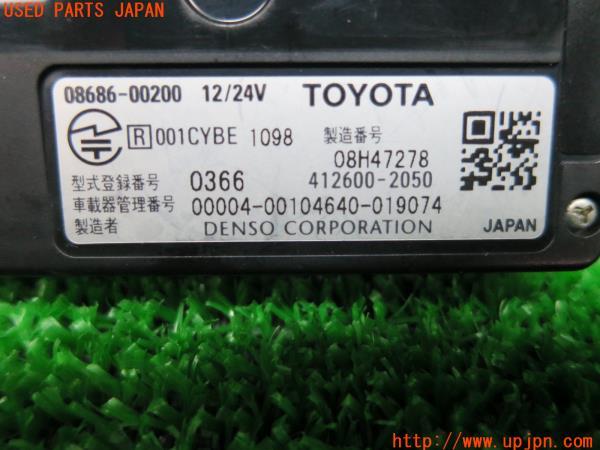 USED PARTS JAPAN
08686-00200 12/24V TOYOTA
R 001CYBE 1098 製造番号
08H47278
型式登録番号 0366 412600-2050
車載器管理番号 00004-00104640-019074
製造者 DENSO CORPORATION JAPAN
http://www.upjpn.com/